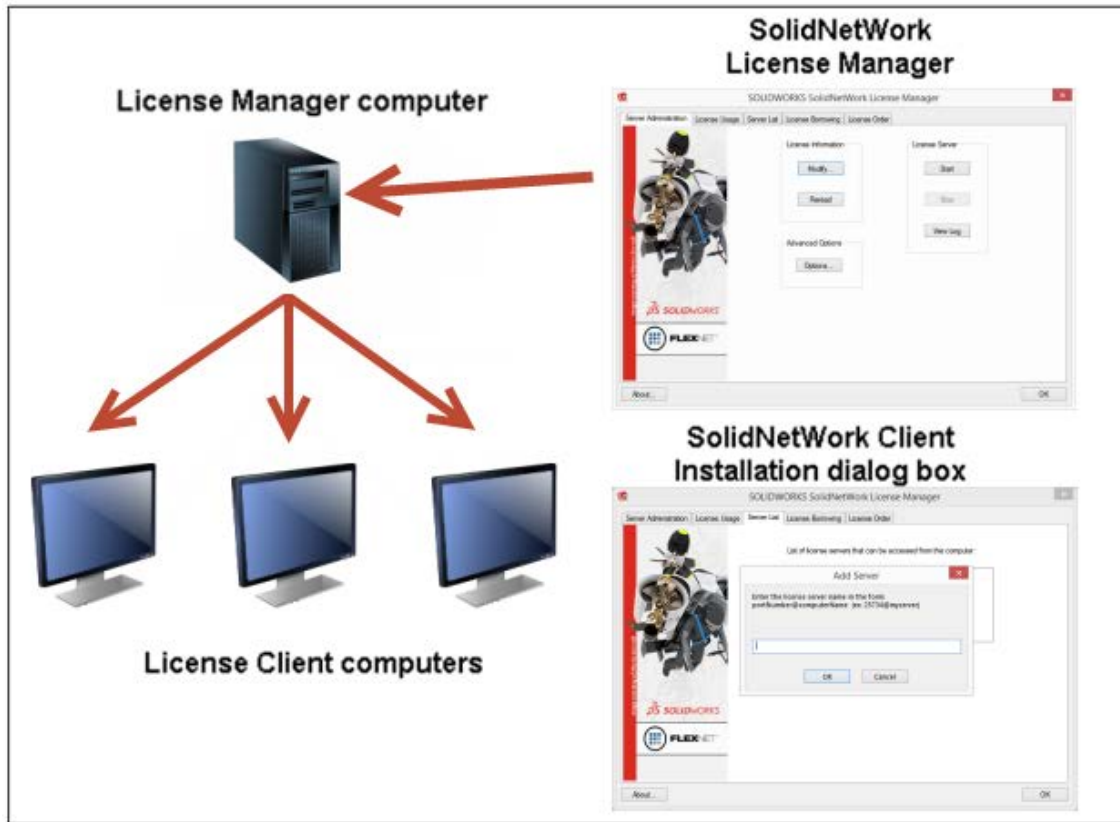 SolidNetWork
License Manager
License Manager computer
SOLIDWORKS SolidNetWork License Manager
Server Administration License Usage Server List License Borrowing License Order
License Information
License Server
Modify...
Start
Reread
Stop
View Log
Advanced Options
Options...
SOLIDWORKS
FLEXNET
About...
OK
SolidNetWork Client
Installation dialog box
SOLIDWORKS SolidNetWork License Manager
Server Administration License Usage Server List License Borrowing License Order
List of license servers that can be accessed from the computer:
Add Server
Enter the license server name in the form
portNumber@computerName (ex: 25734@myserver)
OK
Cancel
SOLIDWORKS
FLEXNET
About...
OK
License Client computers